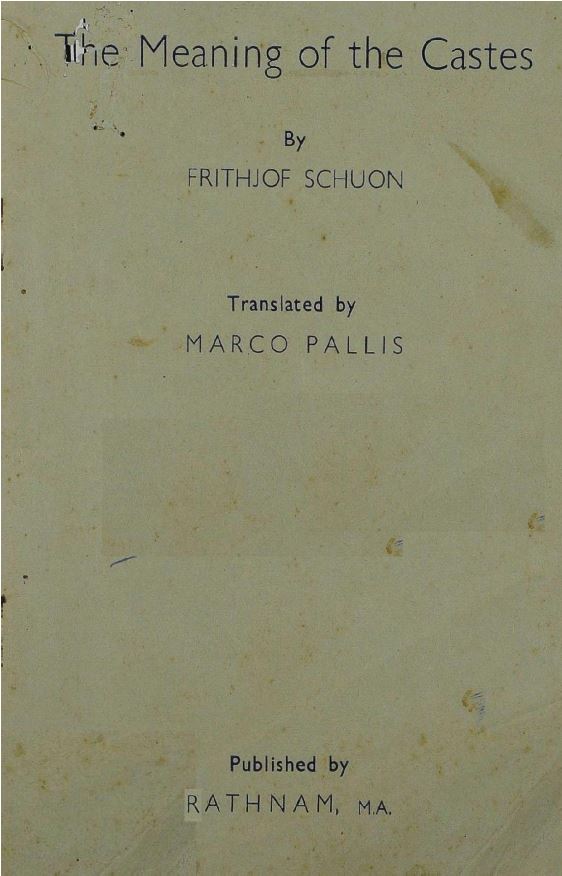 The Meaning of the Castes
By
FRITHJOF SCHUON
Translated by
MARCO PALLIS
Published by
RATHNAM, M.A.